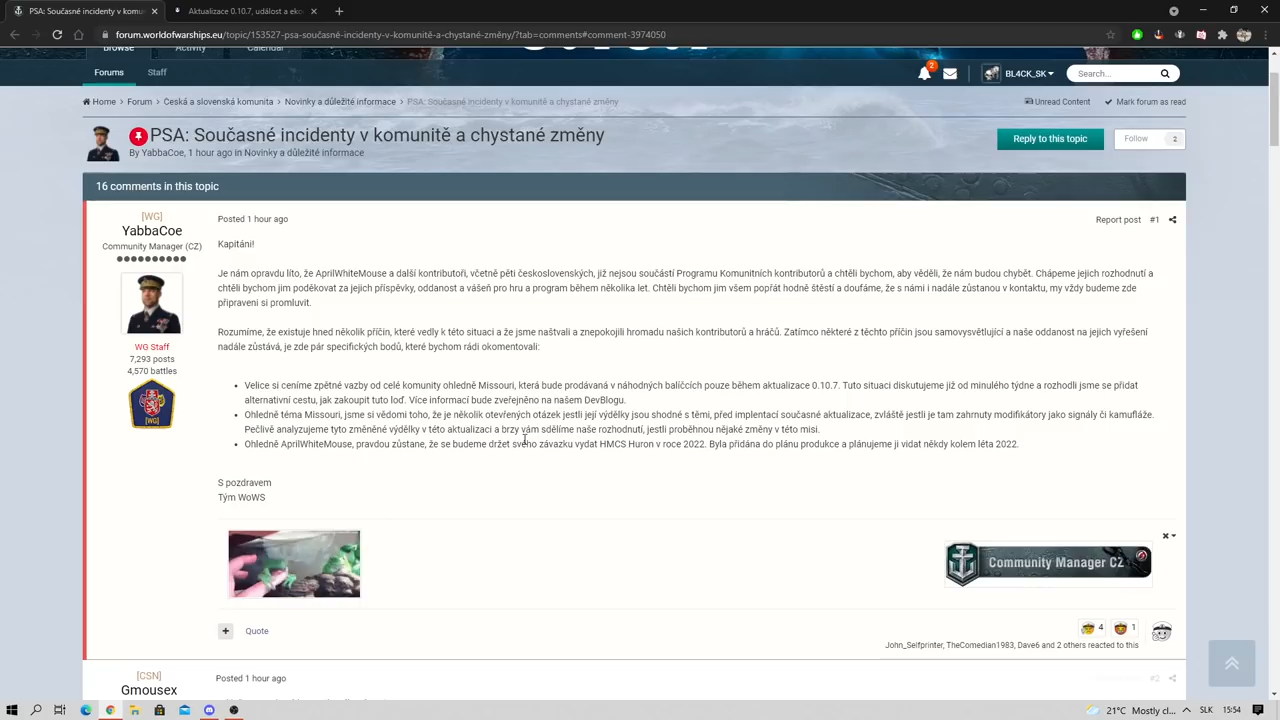 PSA: Současné incidenty v kom
forum.worldofwarships.eu/topic/153527-psa-současné-incidenty-v-komunitě-a-chystané-změny/?tab=comments#comment-3974050
Browse Activity Calendar
Forums Staff
2 BL4CK_SK Search...
Home Forum Česká a slovenská komunita Novinky a důležité informace PSA: Současné incidenty v komunitě a chystané změny Unread Content Mark forum as read
PSA: Současné incidenty v komunitě a chystané změny
By YabbaCoe, 1 hour ago in Novinky a důležité informace
Reply to this topic Follow 2
16 comments in this topic
[WG]
YabbaCoe
Community Manager (CZ)
WG Staff
7,293 posts
4,570 battles
[WG]
Posted 1 hour ago Report post #1
Kapitáni!
Je nám opravdu líto, že AprilWhiteMouse a další kontributoři, včetně pěti československých, již nejsou součástí Programu Komunitních kontributorů a chtěli bychom, aby věděli, že nám budou chybět. Chápeme jejich rozhodnutí a
chtěli bychom jim poděkovat za jejich příspěvky, oddanost a vášeň pro hru a program během několika let. Chtěli bychom jim všem popřát hodně štěstí a doufáme, že s námi i nadále zůstanou v kontaktu, my vždy budeme zde
připraveni si promluvit.
Rozumíme, že existuje hned několik příčin, které vedly k této situaci a že jsme naštvali a znepokojili hromadu našich kontributorů a hráčů. Zatímco některé z těchto příčin jsou samovysvětlující a naše oddanost na jejich vyřešení
nadále zůstává, je zde pár specifických bodů, které bychom rádi okomentovali:
Velice si ceníme zpětné vazby od celé komunity ohledně Missouri, která bude prodávaná v náhodných balíčcích pouze během aktualizace 0.10.7. Tuto situaci diskutujeme již od minulého týdne a rozhodli jsme se přidat
alternativní cestu, jak zakoupit tuto loď. Více informací bude zveřejněno na našem DevBlogu.
Ohledně téma Missouri, jsme si vědomi toho, že je několik otevřených otázek jestli její výdělky jsou shodné s těmi, před implentací současné aktualizace, zvláště jestli je tam zahrnuty modifikátory jako signály či kamufláže.
Pečlivě analyzujeme tyto změněné výdělky v této aktualizaci a brzy vám sdělíme naše rozhodnutí, jestli proběhnou nějaké změny v této misi.
Ohledně AprilWhiteMouse, pravdou zůstane, že se budeme držet svého závazku vydat HMCS Huron v roce 2022. Byla přidána do plánu produkce a plánujeme ji vidat někdy kolem léta 2022.
S pozdravem
Tým WoWS
Community Manager CZ
Quote
4 1
John_Selfprinter, TheComedian1983, Dave6 and 2 others reacted to this
[CSN]
Gmousex
Posted 1 hour ago #2
21°C Mostly cl... SLK 15:54